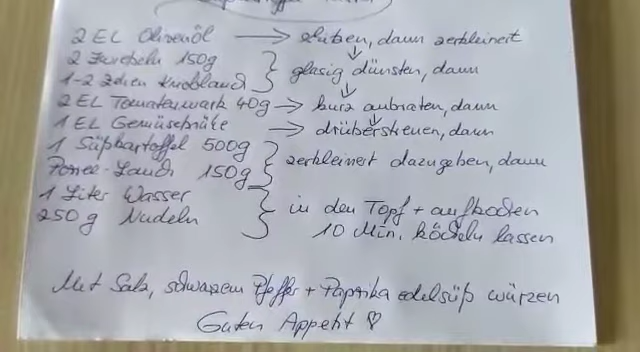 2 EL Olivenöl → erhitzen, dann zerkleinert
2 Zwiebeln 150g
1-2 Zehen Knoblauch } glasig dünsten, dann
2 EL Tomatenmark 40g → kurz anbraten, dann
1 EL Gemüsebrühe → drüberstreuen, dann
1 Süßkartoffel 500g
Porree-Lauch 150g } zerkleinert dazugeben, dann
1 Liter Wasser
250 g Nudeln } in den Topf + aufkochen
10 Min. köcheln lassen
Mit Salz, schwarzem Pfeffer + Paprika edelsüß würzen
Guten Appetit ♡